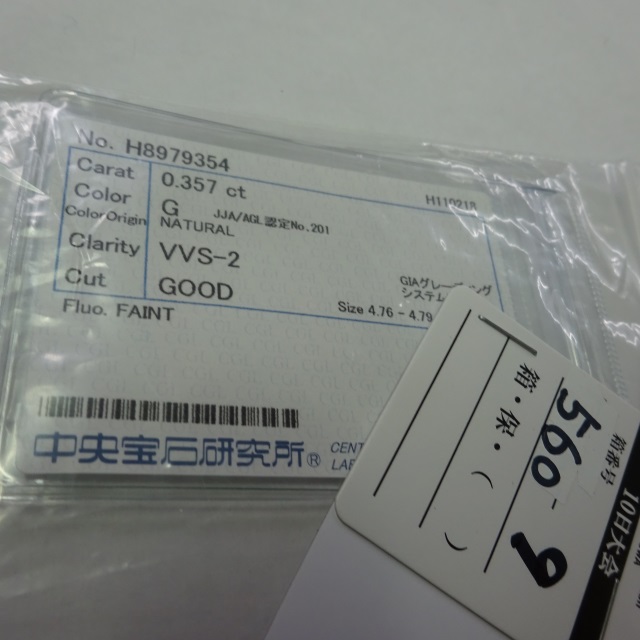 No. H8979354
Carat 0.357 ct
H110218
Color G JJA/AGL認定No.201
Color Origin NATURAL
Clarity VVS-2
Cut GOOD
GIAグレーディング
システム
Size 4.76 - 4.79
Fluo. FAINT
中央宝石研究所® CENT
LAB
箱・保・( )
560-9
箱番号
10日大会